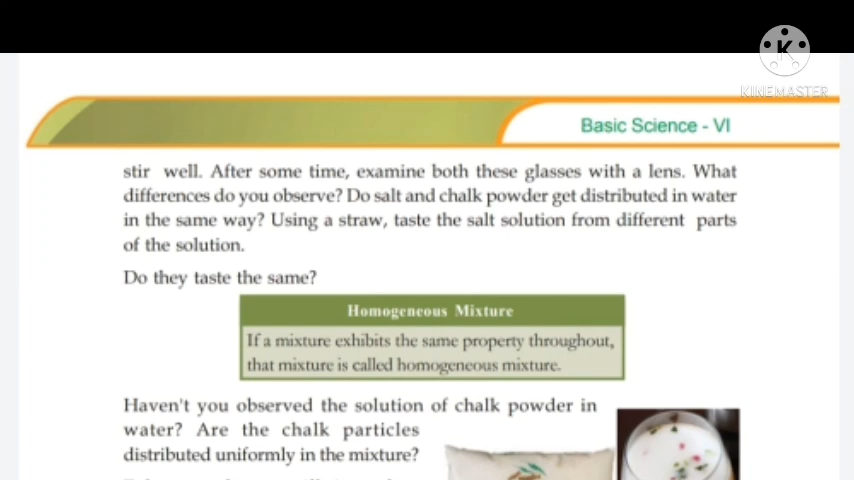 KINEMASTER
Basic Science - VI
stir well. After some time, examine both these glasses with a lens. What
differences do you observe? Do salt and chalk powder get distributed in water
in the same way? Using a straw, taste the salt solution from different parts
of the solution.
Do they taste the same?
Homogeneous Mixture
If a mixture exhibits the same property throughout,
that mixture is called homogeneous mixture.
Haven't you observed the solution of chalk powder in
water? Are the chalk particles
distributed uniformly in the mixture?